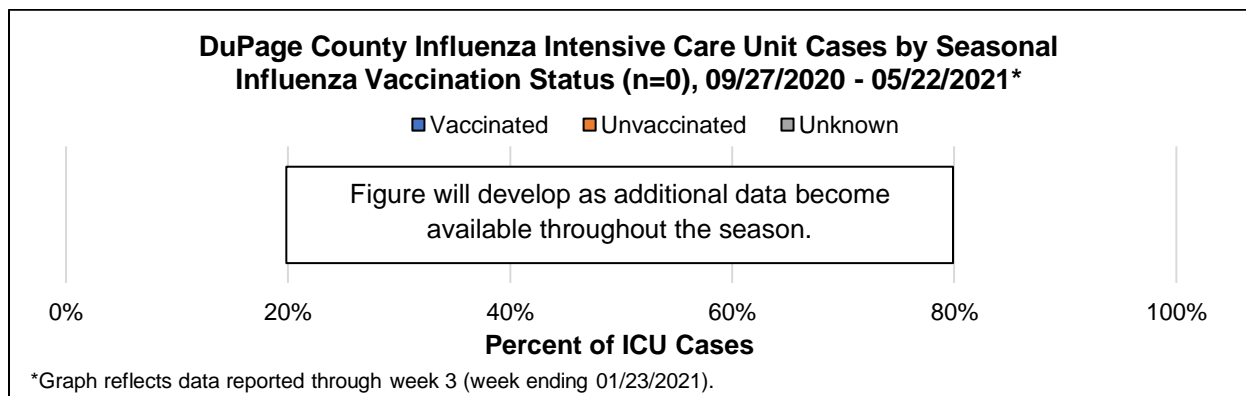 DuPage County Influenza Intensive Care Unit Cases by Seasonal
Influenza Vaccination Status (n=0), 09/27/2020 - 05/22/2021*
Vaccinated Unvaccinated Unknown
Figure will develop as additional data become
available throughout the season.
0% 20% 40% 60% 80% 100%
Percent of ICU Cases
*Graph reflects data reported through week 3 (week ending 01/23/2021).